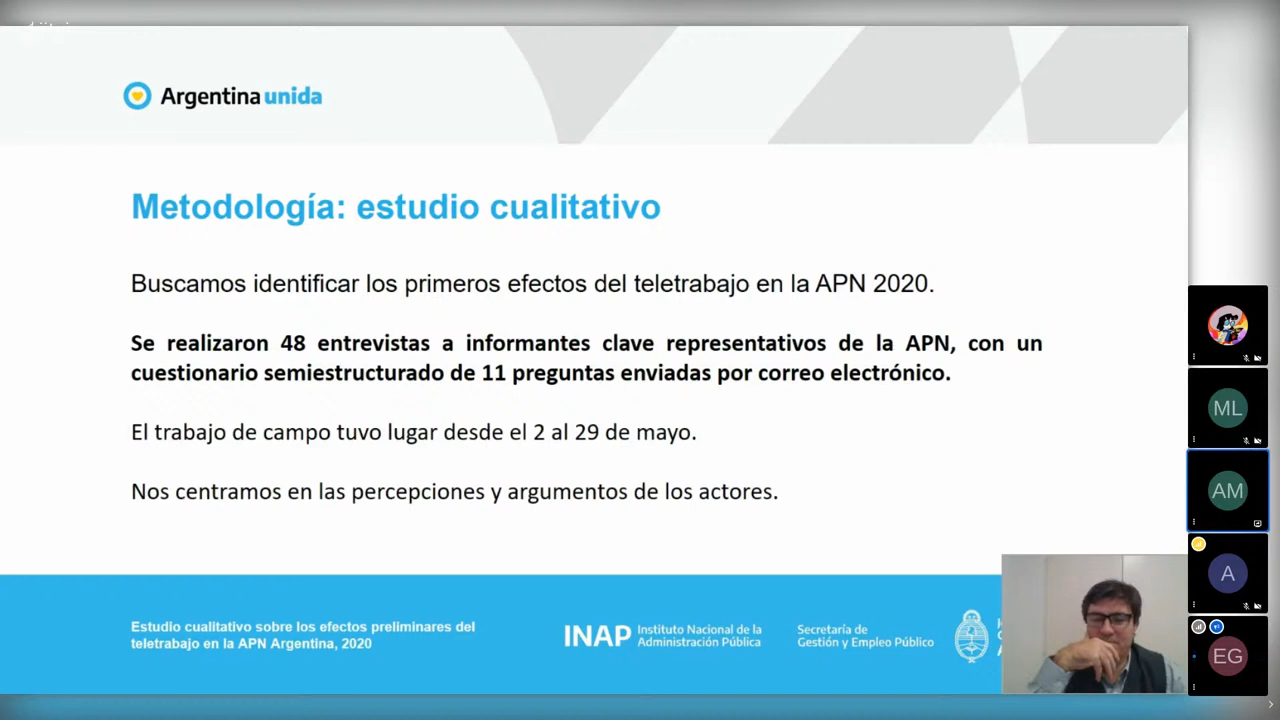 Argentina unida
Metodología: estudio cualitativo
Buscamos identificar los primeros efectos del teletrabajo en la APN 2020.
Se realizaron 48 entrevistas a informantes clave representativos de la APN, con un
cuestionario semiestructurado de 11 preguntas enviadas por correo electrónico.
El trabajo de campo tuvo lugar desde el 2 al 29 de mayo.
Nos centramos en las percepciones y argumentos de los actores.
Estudio cualitativo sobre los efectos preliminares del
teletrabajo en la APN Argentina, 2020
INAP
Instituto Nacional de la
Administración Pública
Secretaría de
Gestión y Empleo Público
ML
AM
A
EG